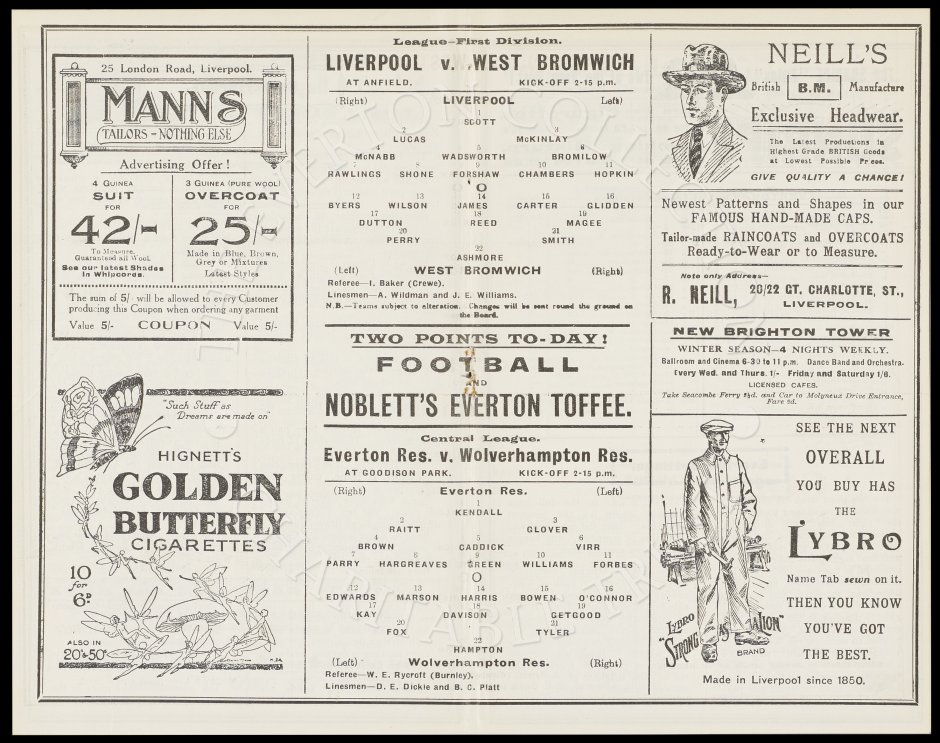 25 London Road, Liverpool.
MANNS
TAILORS - NOTHING ELSE
Advertising Offer !
4 GUINEA
SUIT
FOR
42/-
To Measure,
Guaranteed all Wool.
See our latest Shades
in Whipcords.
3 GUINEA (PURE WOOL)
OVERCOAT
FOR
25/-
Made in Blue, Brown,
Grey or Mixtures
Latest Styles
The sum of 5/- will be allowed to every Customer
producing this Coupon when ordering any garment
Value 5/- COUPON Value 5/-
"Such Stuff as
Dreams are made on"
HIGNETT'S
GOLDEN
BUTTERFLY
CIGARETTES
10
for
6D.
ALSO IN
20s & 50s
League—First Division.
LIVERPOOL v. WEST BROMWICH
AT ANFIELD. KICK-OFF 2-15 p.m.
(Right) LIVERPOOL Left)
1
SCOTT
2 3
LUCAS McKINLAY
4 5 6
McNABB WADSWORTH BROMILOW
7 8 9 10 11
RAWLINGS SHONE FORSHAW CHAMBERS HOPKIN
O
12 13 14 15 16
BYERS WILSON JAMES CARTER GLIDDEN
17 18 19
DUTTON REED MAGEE
20 21
PERRY SMITH
22
ASHMORE
(Left) WEST BROMWICH (Right)
Referee—I. Baker (Crewe).
Linesmen—A. Wildman and J. E. Williams.
N.B.—Teams subject to alteration. Changes will be sent round the ground on
the Board.
TWO POINTS TO-DAY!
FOOTBALL
AND
NOBLETT'S EVERTON TOFFEE.
Central League.
Everton Res. v. Wolverhampton Res.
AT GOODISON PARK. KICK-OFF 2-15 p.m.
(Right) Everton Res. (Left)
1
KENDALL
2 3
RAITT GLOVER
4 5 6
BROWN CADDICK VIRR
7 8 9 10 11
PARRY HARGREAVES GREEN WILLIAMS FORBES
O
12 13 14 15 16
EDWARDS MARSON HARRIS BOWEN O'CONNOR
17 18 19
KAY DAVISON GETGOOD
20 21
FOX TYLER
22
HAMPTON
(Left) Wolverhampton Res. (Right)
Referee—W. E. Rycroft (Burnley).
Linesmen—D. E. Dickie and B. C. Platt
NEILL'S
British B.M. Manufacture
Exclusive Headwear.
The Latest Productions in
Highest Grade BRITISH Goods
at Lowest Possible Prices.
GIVE QUALITY A CHANCE!
Newest Patterns and Shapes in our
FAMOUS HAND-MADE CAPS.
Tailor-made RAINCOATS and OVERCOATS
Ready-to-Wear or to Measure.
Note only Address—
R. NEILL, 20/22 GT. CHARLOTTE, ST.,
LIVERPOOL.
NEW BRIGHTON TOWER
WINTER SEASON—4 NIGHTS WEEKLY.
Ballroom and Cinema 6-30 to 11 p.m. Dance Band and Orchestra.
Every Wed. and Thurs. 1/- Friday and Saturday 1/6.
LICENSED CAFES.
Take Seacombe Ferry and Car to Molyneux Drive Entrance,
SEE THE NEXT
OVERALL
YOU BUY HAS
THE
LYBRO
Name Tab sewn on it.
THEN YOU KNOW
YOU'VE GOT
THE BEST.
LYBRO
"STRONG AS A LION"
BRAND
Made in Liverpool since 1850.
EVERTON COLLECTION
CHARITABLE TRUST